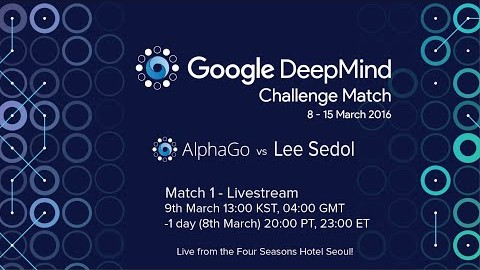 Google DeepMind
Challenge Match
8 - 15 March 2016
AlphaGo vs Lee Sedol
Match 1 - Livestream
9th March 13:00 KST, 04:00 GMT
-1 day (8th March) 20:00 PT, 23:00 ET
Live from the Four Seasons Hotel Seoul!